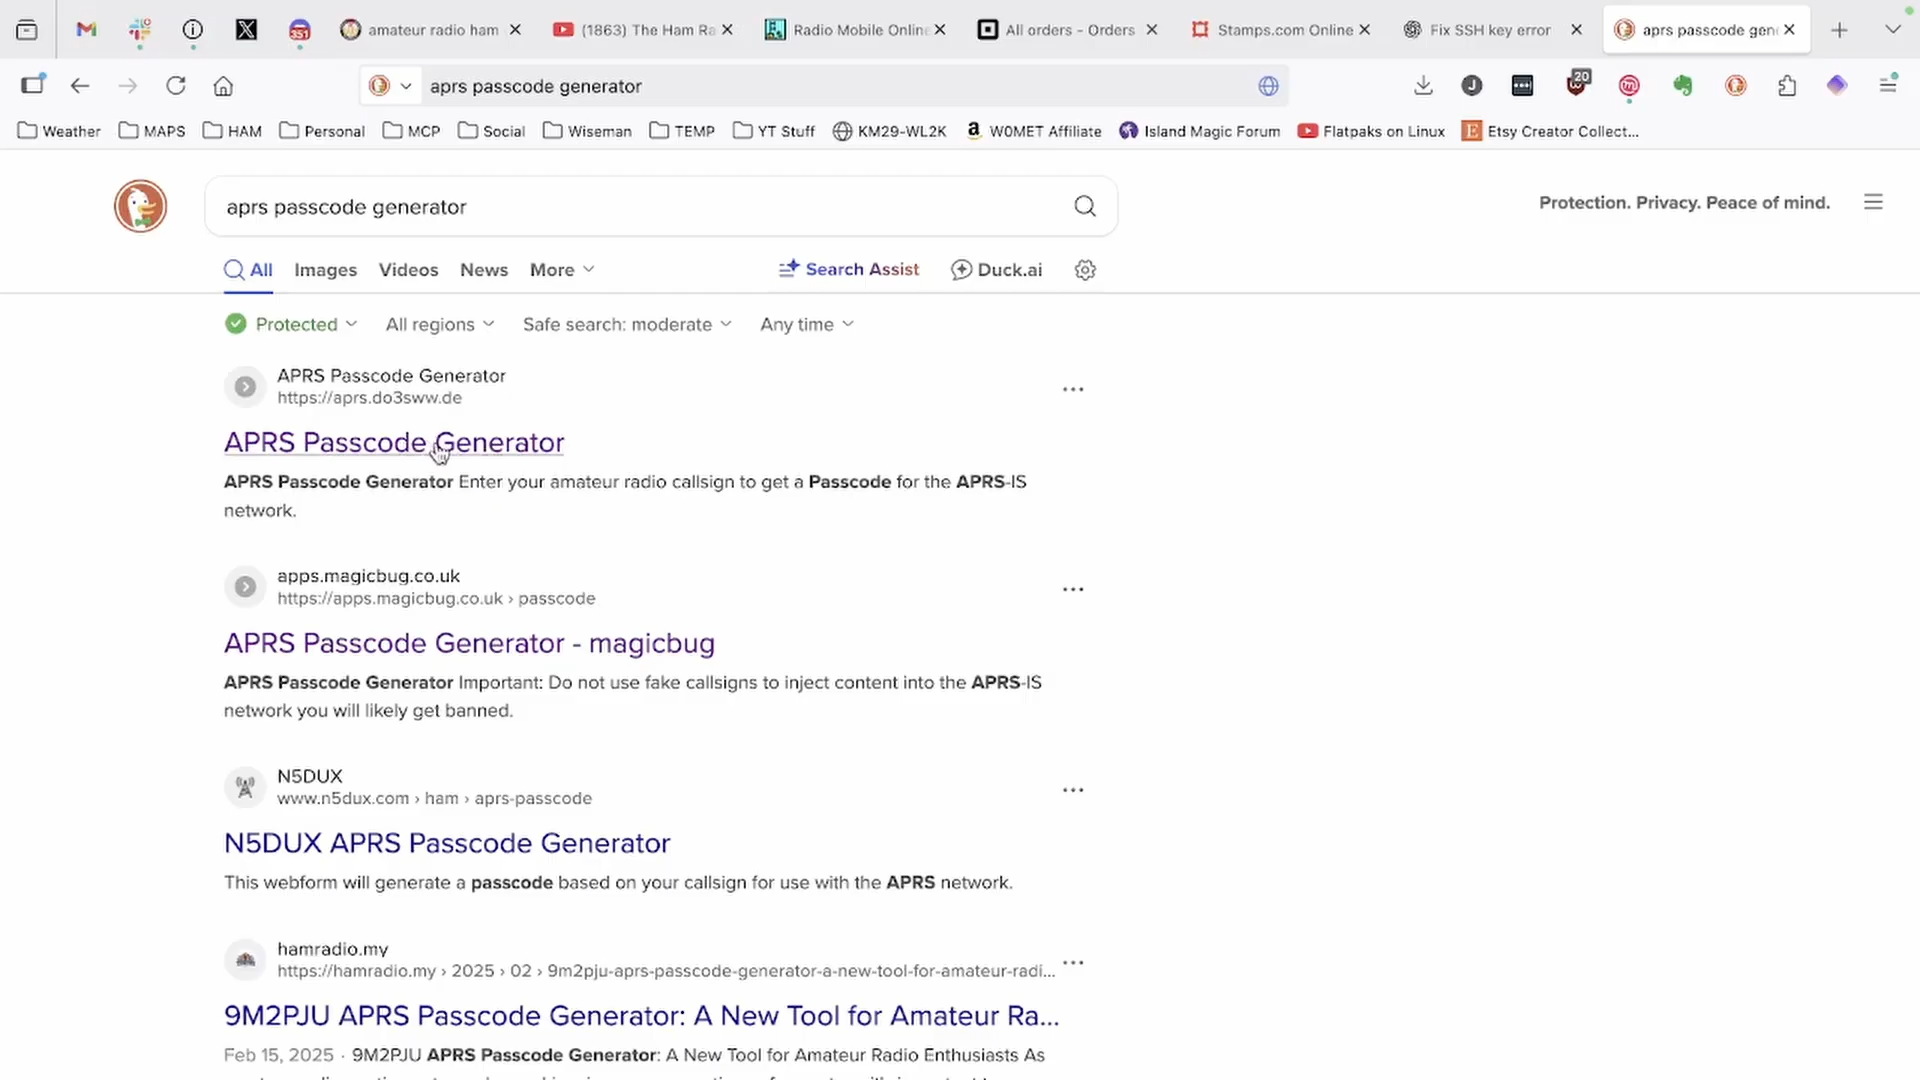 351
amateur radio ham
(1863) The Ham Ra
Radio Mobile Online
All orders - Orders
Stamps.com Online
Fix SSH key error
aprs passcode gen
aprs passcode generator
J
20
Weather
MAPS
HAM
Personal
MCP
Social
Wiseman
TEMP
YT Stuff
KM29-WL2K
a W0MET Affiliate
Island Magic Forum
Flatpaks on Linux
E Etsy Creator Collect...
aprs passcode generator
Protection. Privacy. Peace of mind.
All
Images
Videos
News
More
Search Assist
Duck.ai
Protected
All regions
Safe search: moderate
Any time
APRS Passcode Generator
https://aprs.do3sww.de
APRS Passcode Generator
APRS Passcode Generator Enter your amateur radio callsign to get a Passcode for the APRS-IS
network.
apps.magicbug.co.uk
https://apps.magicbug.co.uk › passcode
APRS Passcode Generator - magicbug
APRS Passcode Generator Important: Do not use fake callsigns to inject content into the APRS-IS
network you will likely get banned.
N5DUX
www.n5dux.com › ham › aprs-passcode
N5DUX APRS Passcode Generator
This webform will generate a passcode based on your callsign for use with the APRS network.
hamradio.my
https://hamradio.my › 2025 › 02 › 9m2pju-aprs-passcode-generator-a-new-tool-for-amateur-radi...
9M2PJU APRS Passcode Generator: A New Tool for Amateur Ra...
Feb 15, 2025 · 9M2PJU APRS Passcode Generator: A New Tool for Amateur Radio Enthusiasts As